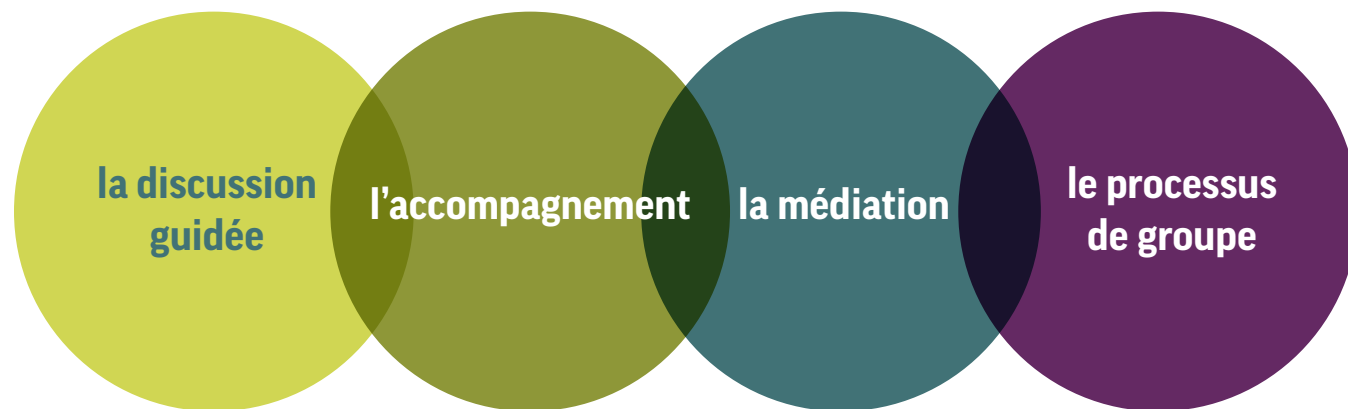 la discussion
guidée
l’accompagnement
la médiation
le processus
de groupe